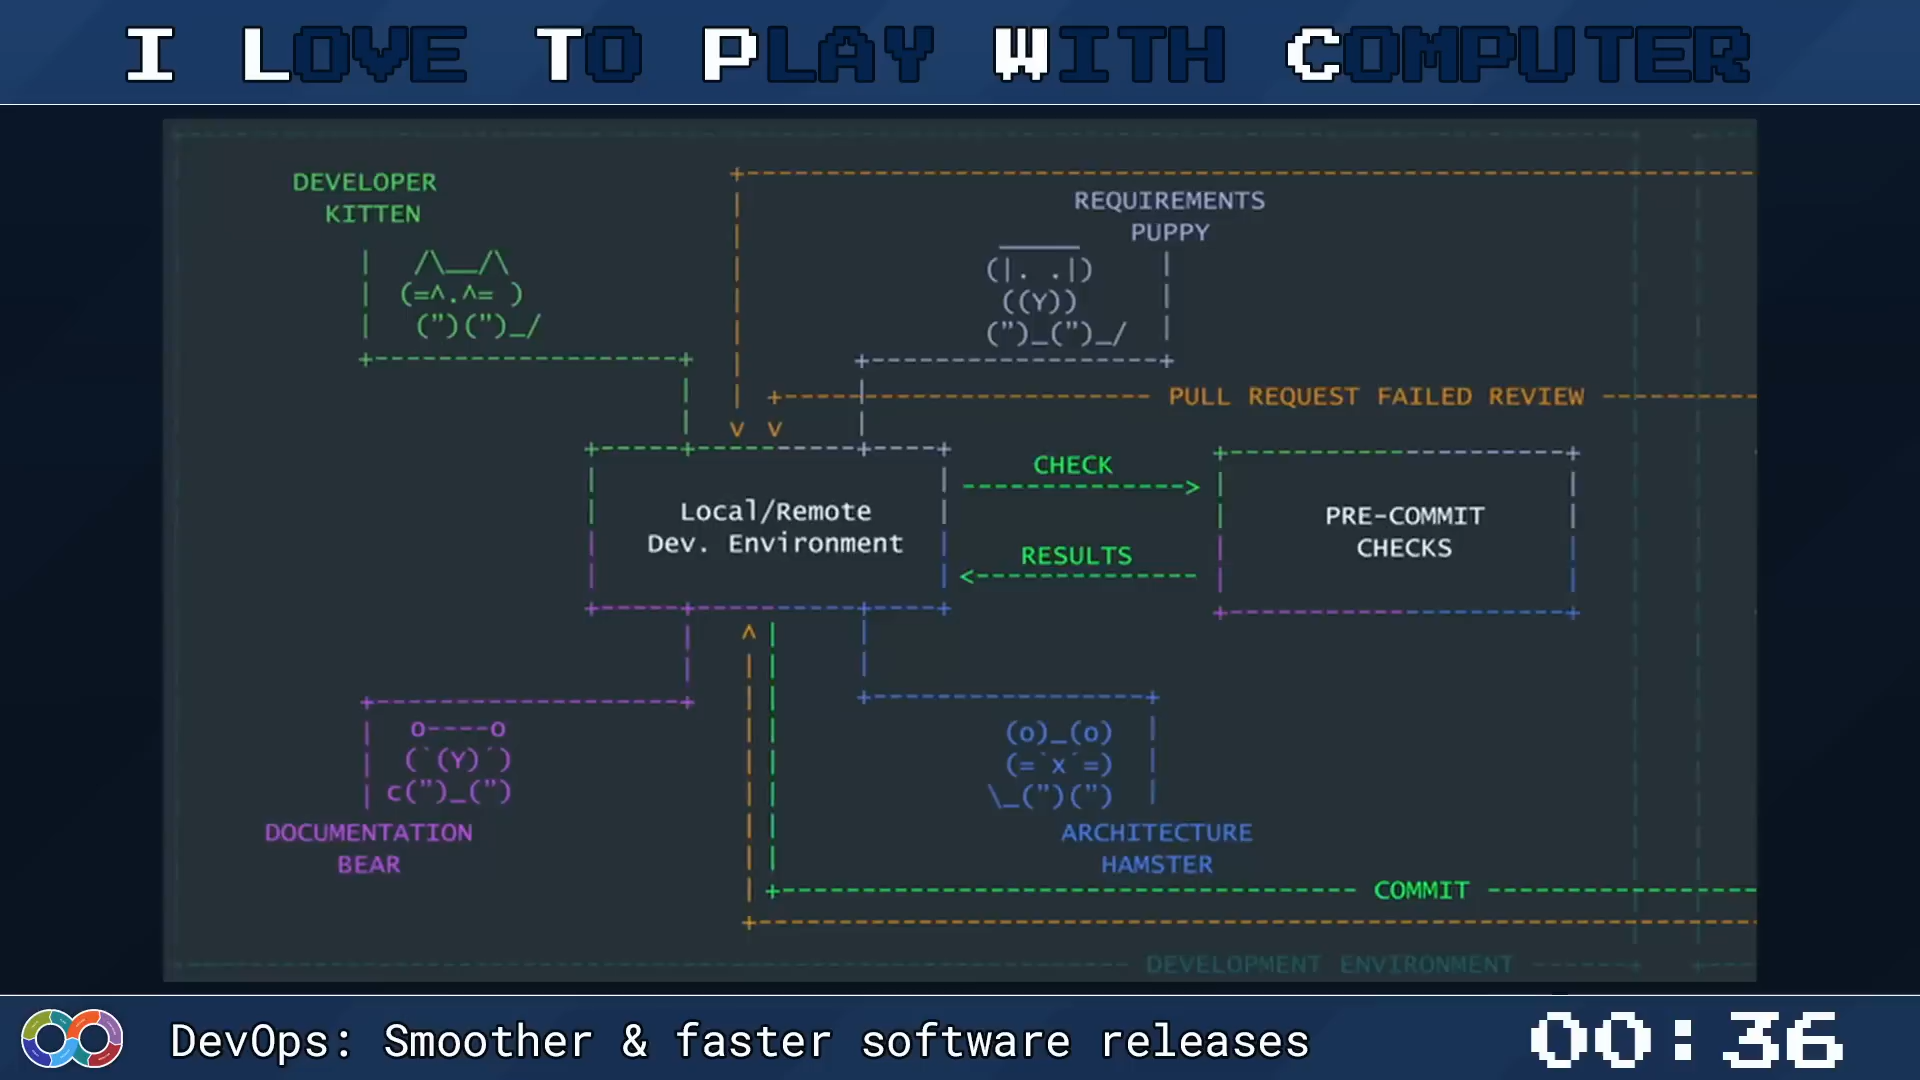 I LOVE TO PLAY WITH COMPUTER
DEVELOPER
KITTEN
REQUIREMENTS
PUPPY
PULL REQUEST FAILED REVIEW
CHECK
Local/Remote
Dev. Environment
PRE-COMMIT
CHECKS
RESULTS
DOCUMENTATION
BEAR
ARCHITECTURE
HAMSTER
COMMIT
DEVELOPMENT ENVIRONMENT
DevOps: Smoother & faster software releases
00:36